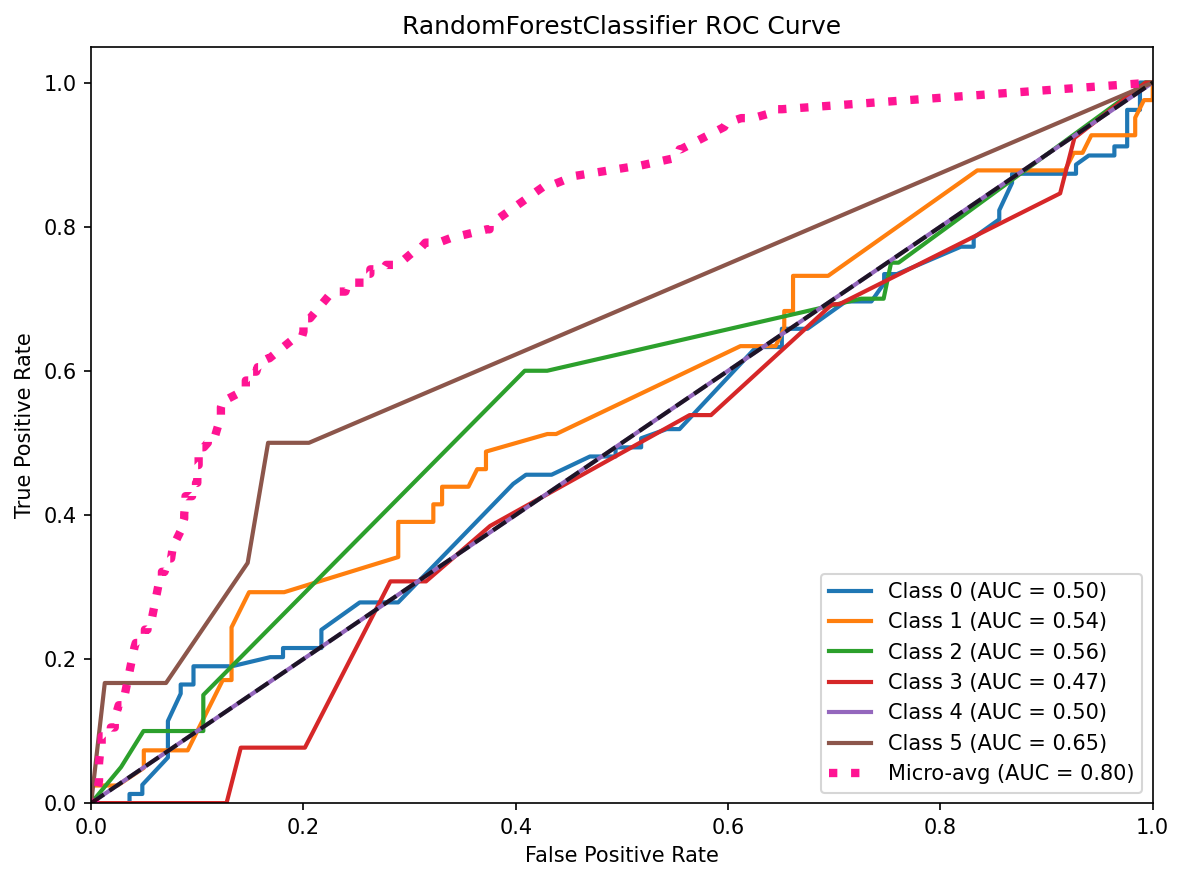 RandomForestClassifier ROC Curve
True Positive Rate
1.0
0.8
0.6
0.4
0.2
0.0
Class 0 (AUC = 0.50)
Class 1 (AUC = 0.54)
Class 2 (AUC = 0.56)
Class 3 (AUC = 0.47)
Class 4 (AUC = 0.50)
Class 5 (AUC = 0.65)
Micro-avg (AUC = 0.80)
0.0 0.2 0.4 0.6 0.8 1.0
False Positive Rate